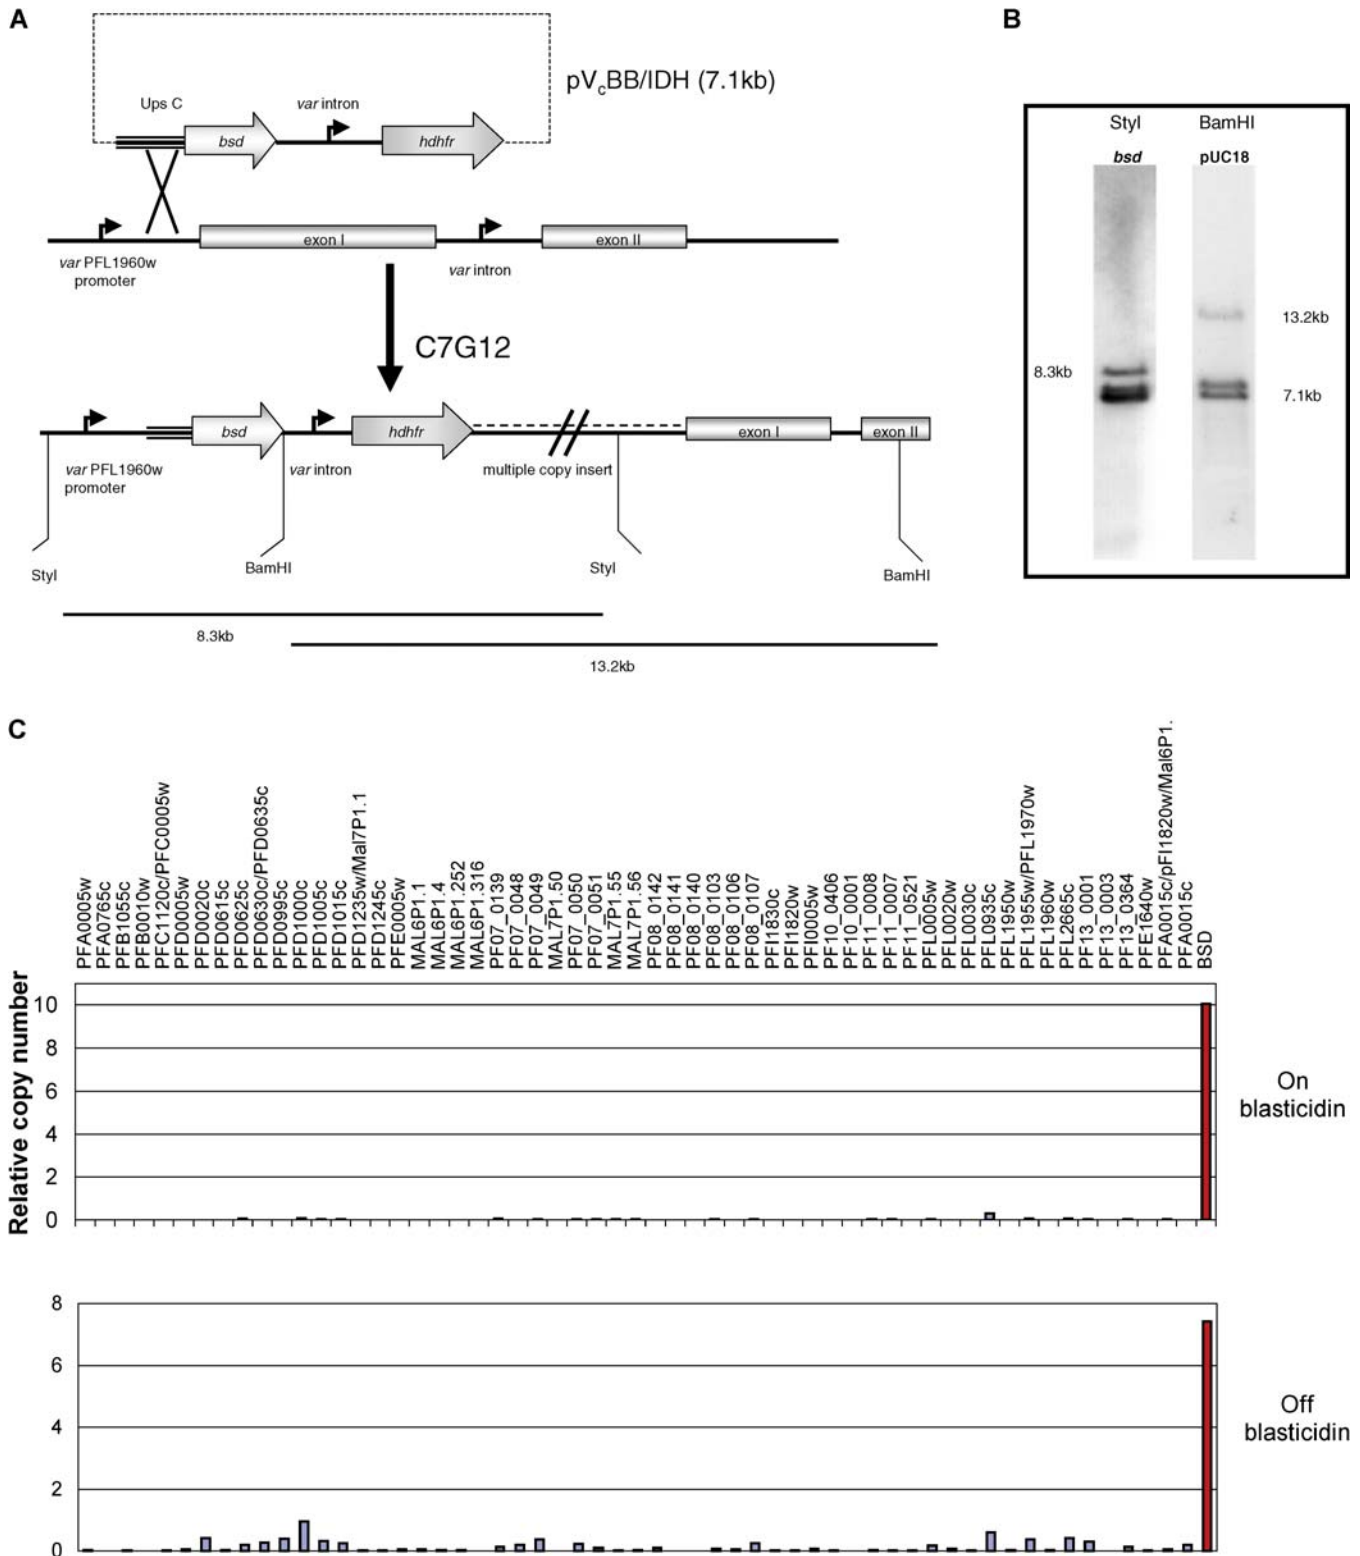 A
pVcBB/IDH (7.1kb)
Ups C
var intron
bsd
hdhfr
exon I
exon II
var PFL1960w
promoter
var intron
C7G12
bsd
hdhfr
exon I
exon II
var PFL1960w
promoter
var intron
multiple copy insert
StyI
BamHI
StyI
BamHI
8.3kb
13.2kb
B
StyI
BamHI
bsd
pUC18
13.2kb
8.3kb
7.1kb
C
PFA0005w
PFA0765c
PFB1055c
PFB0010w
PFC1120c/PFC0005w
PFD0005w
PFD0020c
PFD0615c
PFD0625c
PFD0630c/PFD0635c
PFD0995c
PFD1000c
PFD1005c
PFD1015c
PFD1235w/Mal7P1.1
PFD1245c
PFE0005w
MAL6P1.1
MAL6P1.4
MAL6P1.252
MAL6P1.316
PF07_0139
PF07_0048
PF07_0049
MAL7P1.50
PF07_0050
PF07_0051
MAL7P1.55
MAL7P1.56
PF08_0142
PF08_0141
PF08_0140
PF08_0103
PF08_0106
PF08_0107
PFI1830c
PFI1820w
PFI0005w
PF10_0406
PF10_0001
PF11_0008
PF11_0007
PF11_0521
PFL0005w
PFL0020w
PFL0030c
PFL0935c
PFL1950w
PFL1955w/PFL1970w
PFL1960w
PFL2665c
PF13_0001
PF13_0003
PF13_0364
PFE1640w
PFA0015c/pFI1820w/Mal6P1.
PFA0015c
BSD
Relative copy number
10
8
6
4
2
0
On
blasticidin
8
6
4
2
0
Off
blasticidin